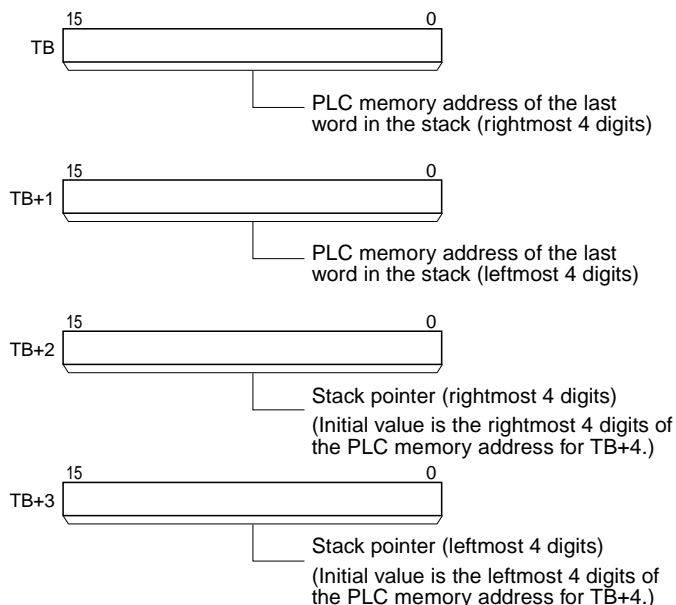 15 0
TB
PLC memory address of the last
word in the stack (rightmost 4 digits)
15 0
TB+1
PLC memory address of the last
word in the stack (leftmost 4 digits)
15 0
TB+2
Stack pointer (rightmost 4 digits)
(Initial value is the rightmost 4 digits of
the PLC memory address for TB+4.)
15 0
TB+3
Stack pointer (leftmost 4 digits)
(Initial value is the leftmost 4 digits of
the PLC memory address for TB+4.)